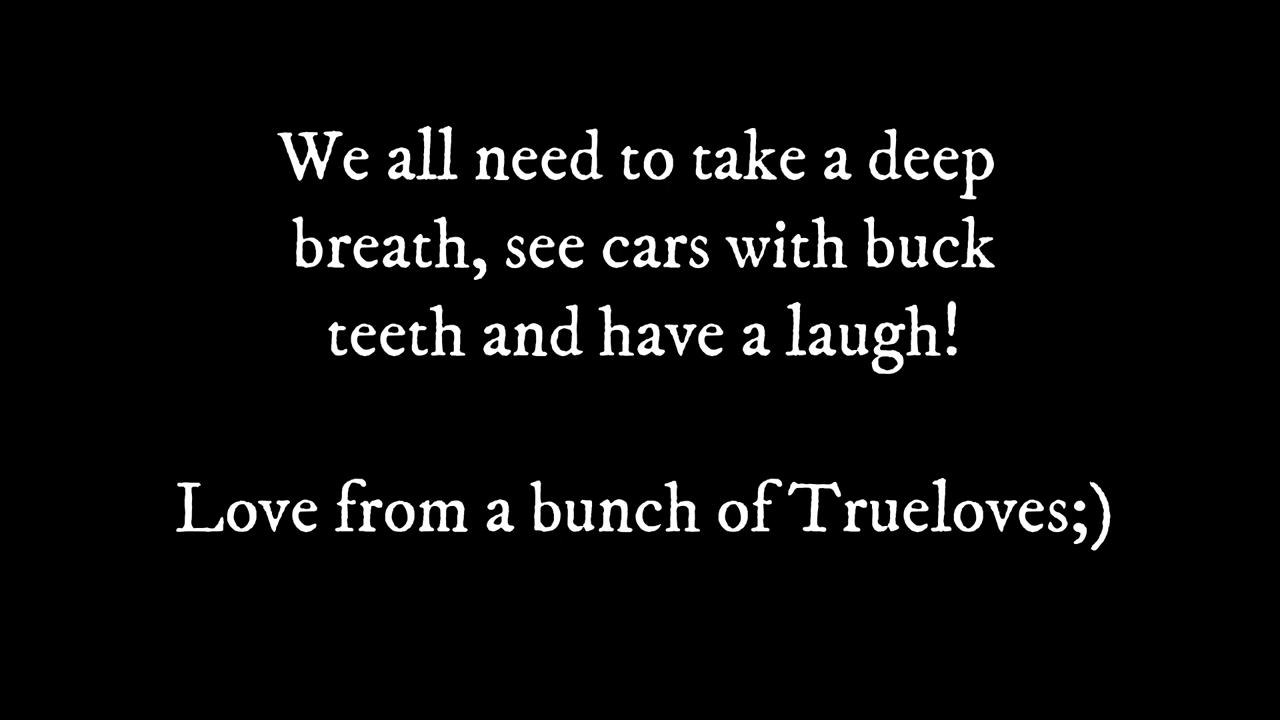 We all need to take a deep
breath, see cars with buck
teeth and have a laugh!
Love from a bunch of Trueloves;)